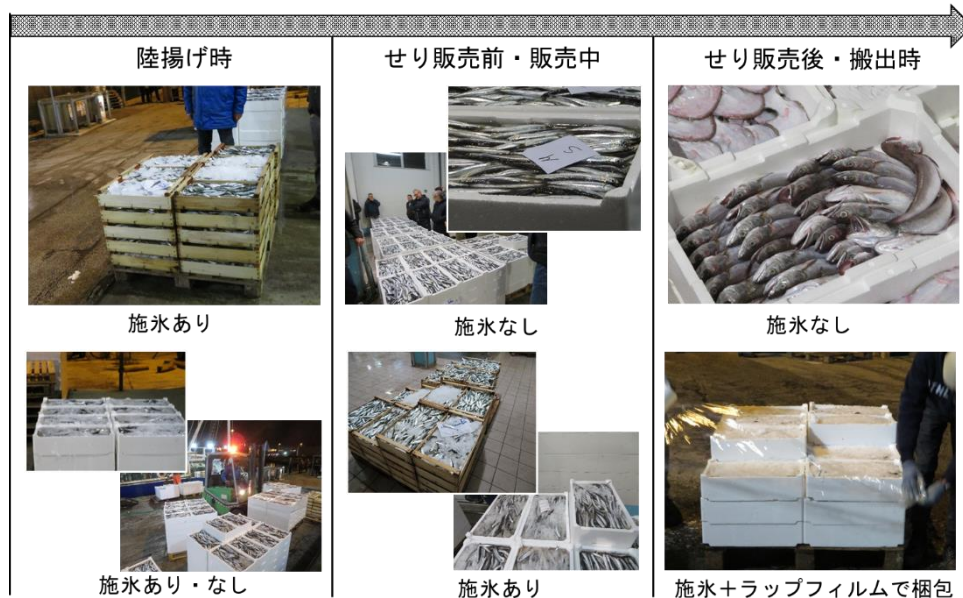 陸揚げ時
せり販売前・販売中
せり販売後・搬出時
施氷あり
施氷なし
施氷なし
施氷あり・なし
施氷あり
施氷+ラップフィルムで梱包